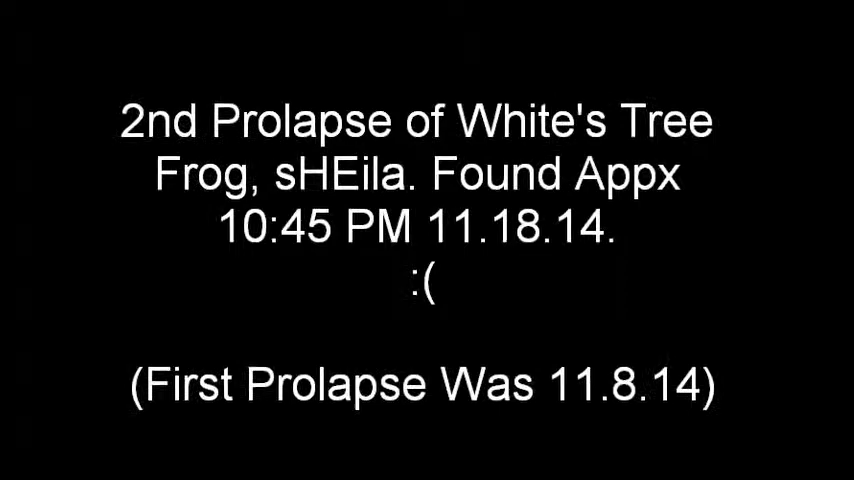 2nd Prolapse of White's Tree
Frog, sHEila. Found Appx
10:45 PM 11.18.14.
:(
(First Prolapse Was 11.8.14)